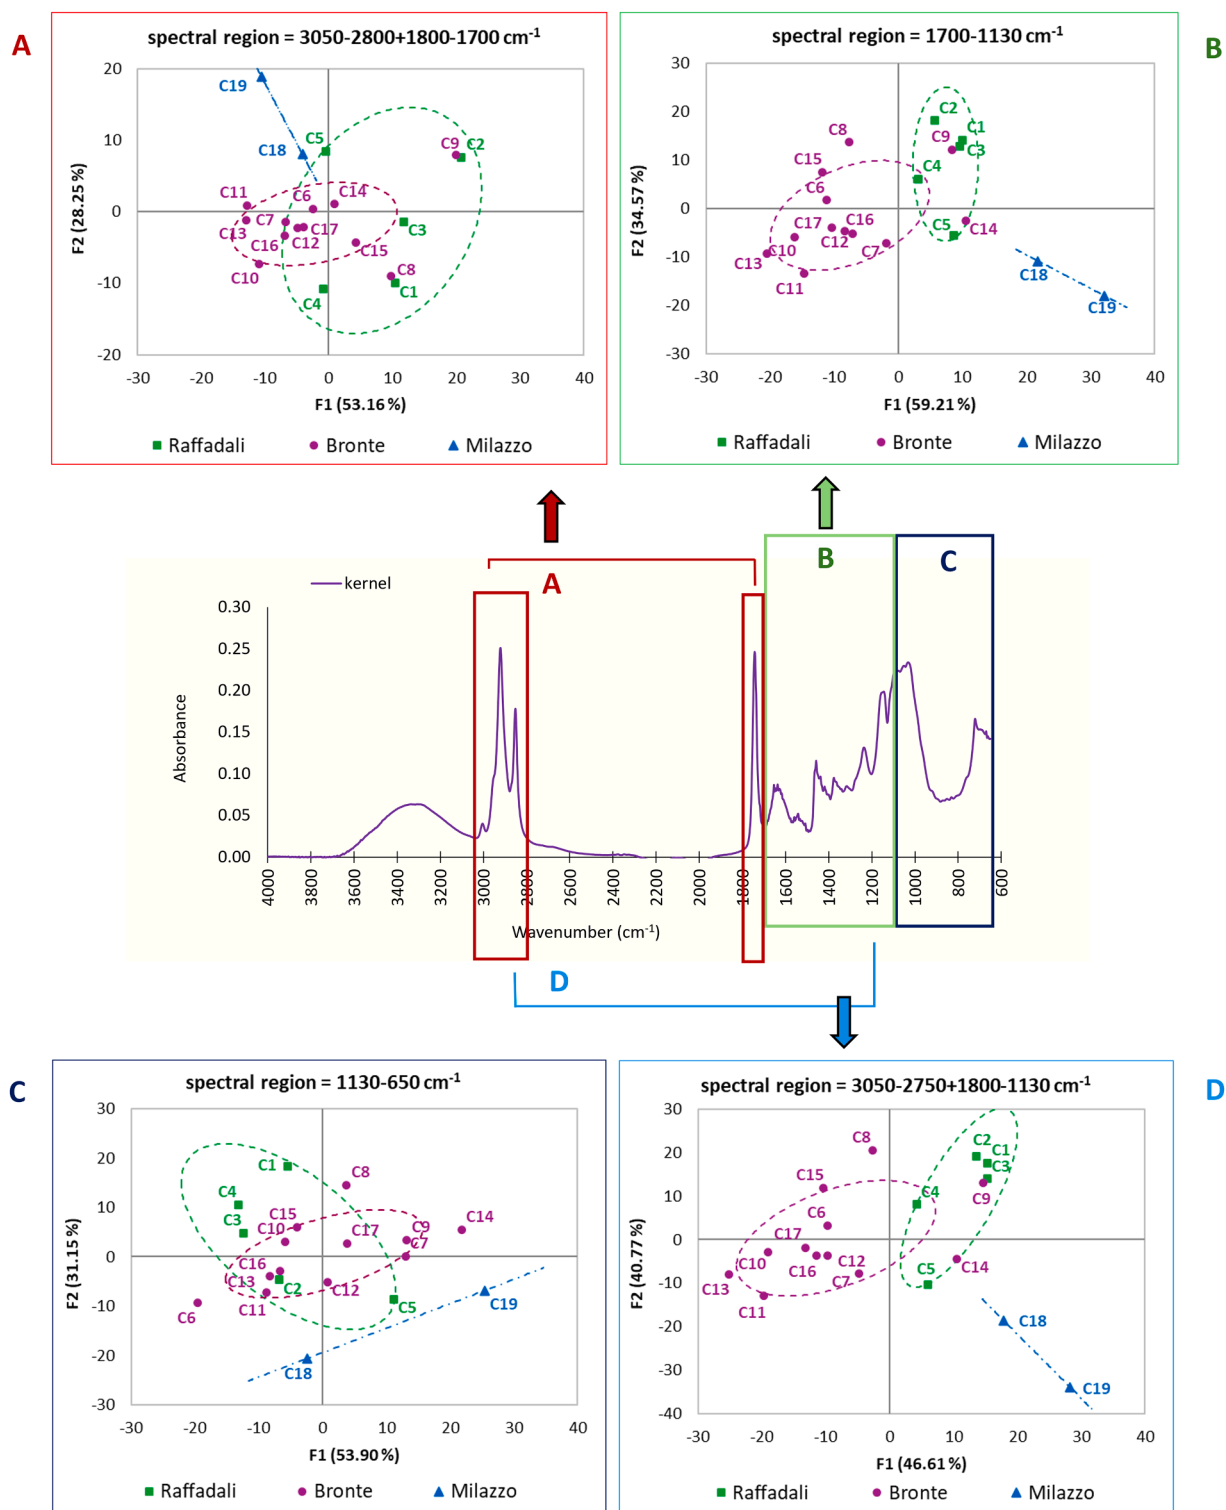 A
spectral region = 3050-2800+1800-1700 cm-1
20
10
0
-10
-20
-30 -20 -10 0 10 20 30 40
F2 (28.25 %)
F1 (53.16 %)
C19
C18
C5
C9 C2
C11
C6 C14
C13 C7
C17
C3
C16 C12
C15
C10
C8
C4
C1
Raffadali Bronte Milazzo
B
spectral region = 1700-1130 cm-1
30
20
10
0
-10
-20
-30
-30 -20 -10 0 10 20 30 40
F2 (34.57 %)
F1 (59.21 %)
C2
C8
C9 C1
C3
C15
C4
C6
C17 C16
C5 C14
C12
C13 C10 C7
C11
C18
C19
Raffadali Bronte Milazzo
A
B
C
kernel
0.30
0.25
0.20
0.15
0.10
0.05
0.00
Absorbance
4000 3800 3600 3400 3200 3000 2800 2600 2400 2200 2000 1800 1600 1400 1200 1000 800 600
Wavenumber (cm-1)
D
C
spectral region = 1130-650 cm-1
30
20
10
0
-10
-20
-30
-30 -20 -10 0 10 20 30 40
F2 (31.15 %)
F1 (53.90 %)
C1
C8
C4
C3
C15
C10
C17
C9
C14
C7
C16
C13
C2
C12
C11
C6
C5
C19
C18
Raffadali Bronte Milazzo
D
spectral region = 3050-2750+1800-1130 cm-1
30
20
10
0
-10
-20
-30
-40
-30 -20 -10 0 10 20 30 40
F2 (40.77 %)
F1 (46.61 %)
C8
C2
C1
C3
C15
C4
C9
C6
C17
C10
C16
C12
C7
C13
C11
C14
C5
C18
C19
Raffadali Bronte Milazzo